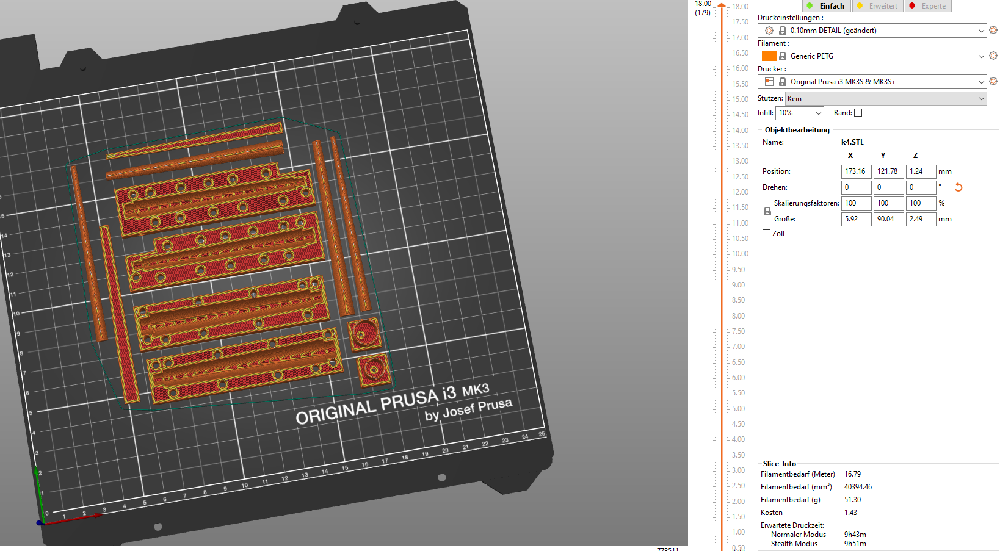 Einfach Erweitert Experte
Druckeinstellungen :
0.10mm DETAIL (geändert)
Filament :
Generic PETG
Drucker :
Original Prusa i3 MK3S & MK3S+
Stützen: Kein
Infill: 10% Rand:
Objektbearbeitung
Name: k4.STL
X Y Z
Position: 173.16 121.78 1.24 mm
Drehen: 0 0 0 °
Skalierungsfaktoren: 100 100 100 %
Größe: 5.92 90.04 2.49 mm
Zoll
Slice-Info
Filamentbedarf (Meter) 16.79
Filamentbedarf (mm³) 40394.46
Filamentbedarf (g) 51.30
Kosten 1.43
Erwartete Druckzeit:
- Normaler Modus 9h43m
- Stealth Modus 9h51m
18.00
(179)
18.00
17.50
17.00
16.50
16.00
15.50
15.00
14.50
14.00
13.50
13.00
12.50
12.00
11.50
11.00
10.50
10.00
9.50
9.00
8.50
8.00
7.50
7.00
6.50
6.00
5.50
5.00
4.50
4.00
3.50
3.00
2.50
2.00
1.50
1.00
0.50
ORIGINAL PRUSA i3 MK3
by Josef Prusa
14
13
12
11
10
9
8
7
6
5
4
3
2
1
0 1 2 3 4 5 6 7 8 9 10 11 12 13 14 15 16 17 18 19 20 21 22 23 24 25